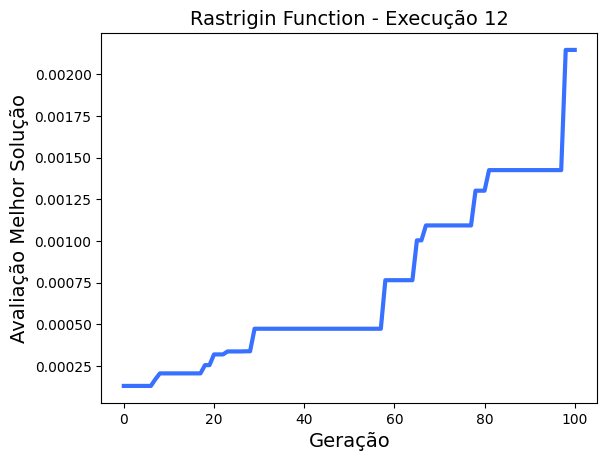 Rastrigin Function - Execução 12
Avaliação Melhor Solução
0.00200
0.00175
0.00150
0.00125
0.00100
0.00075
0.00050
0.00025
0 20 40 60 80 100
Geração